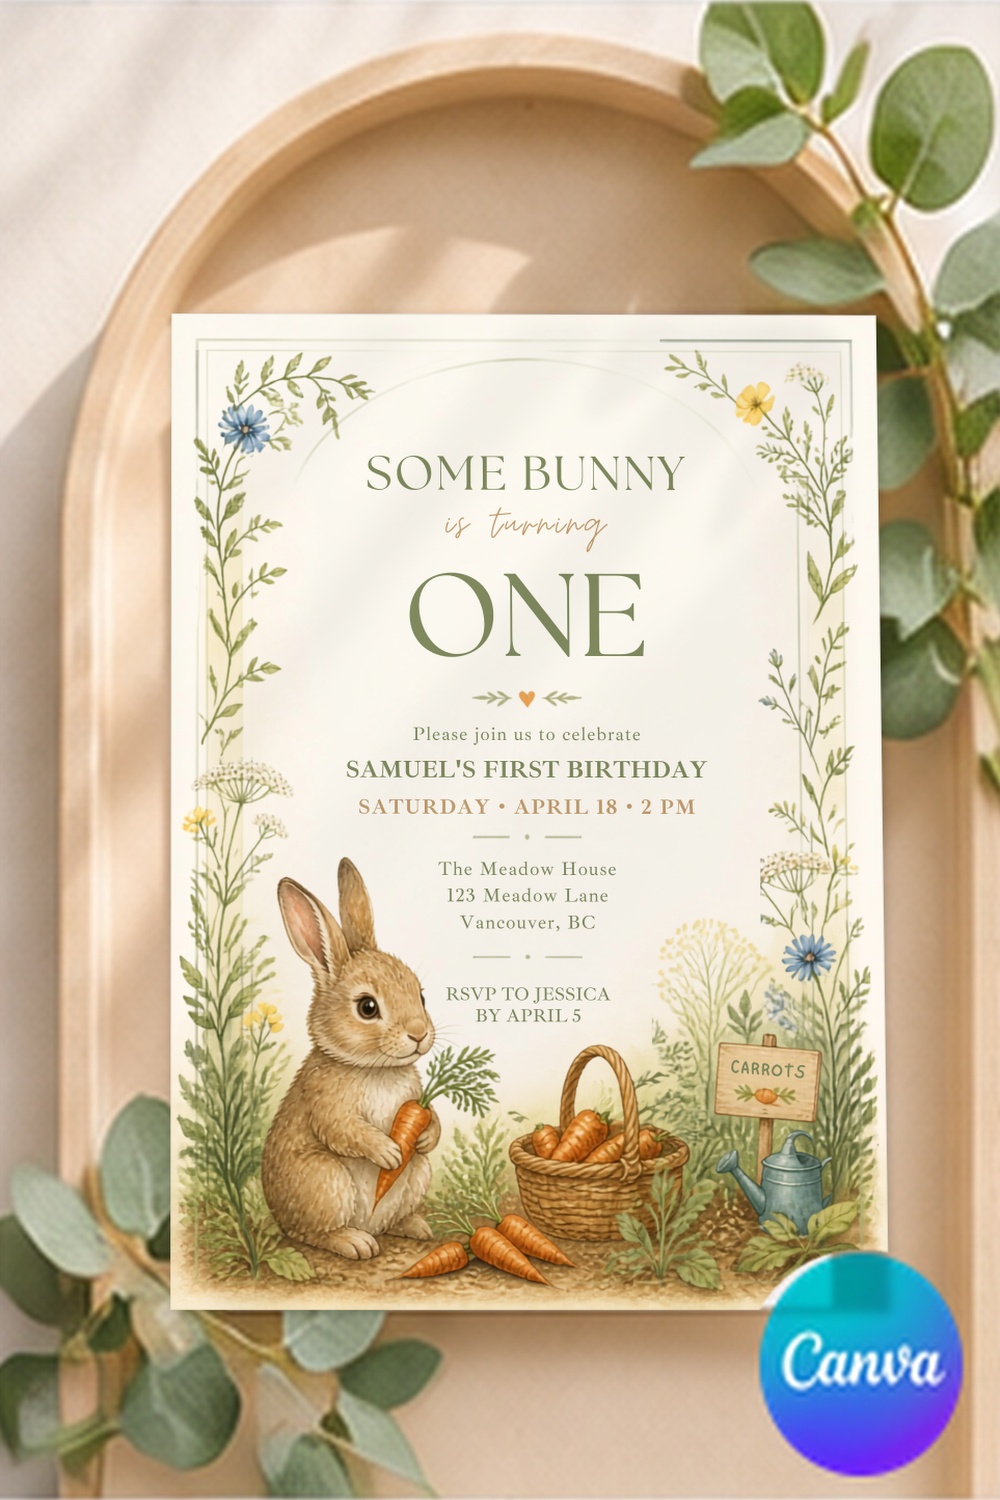 SOME BUNNY
is turning
ONE
Please join us to celebrate
SAMUEL'S FIRST BIRTHDAY
SATURDAY • APRIL 18 • 2 PM
The Meadow House
123 Meadow Lane
Vancouver, BC
RSVP TO JESSICA
BY APRIL 5
CARROTS
Canva